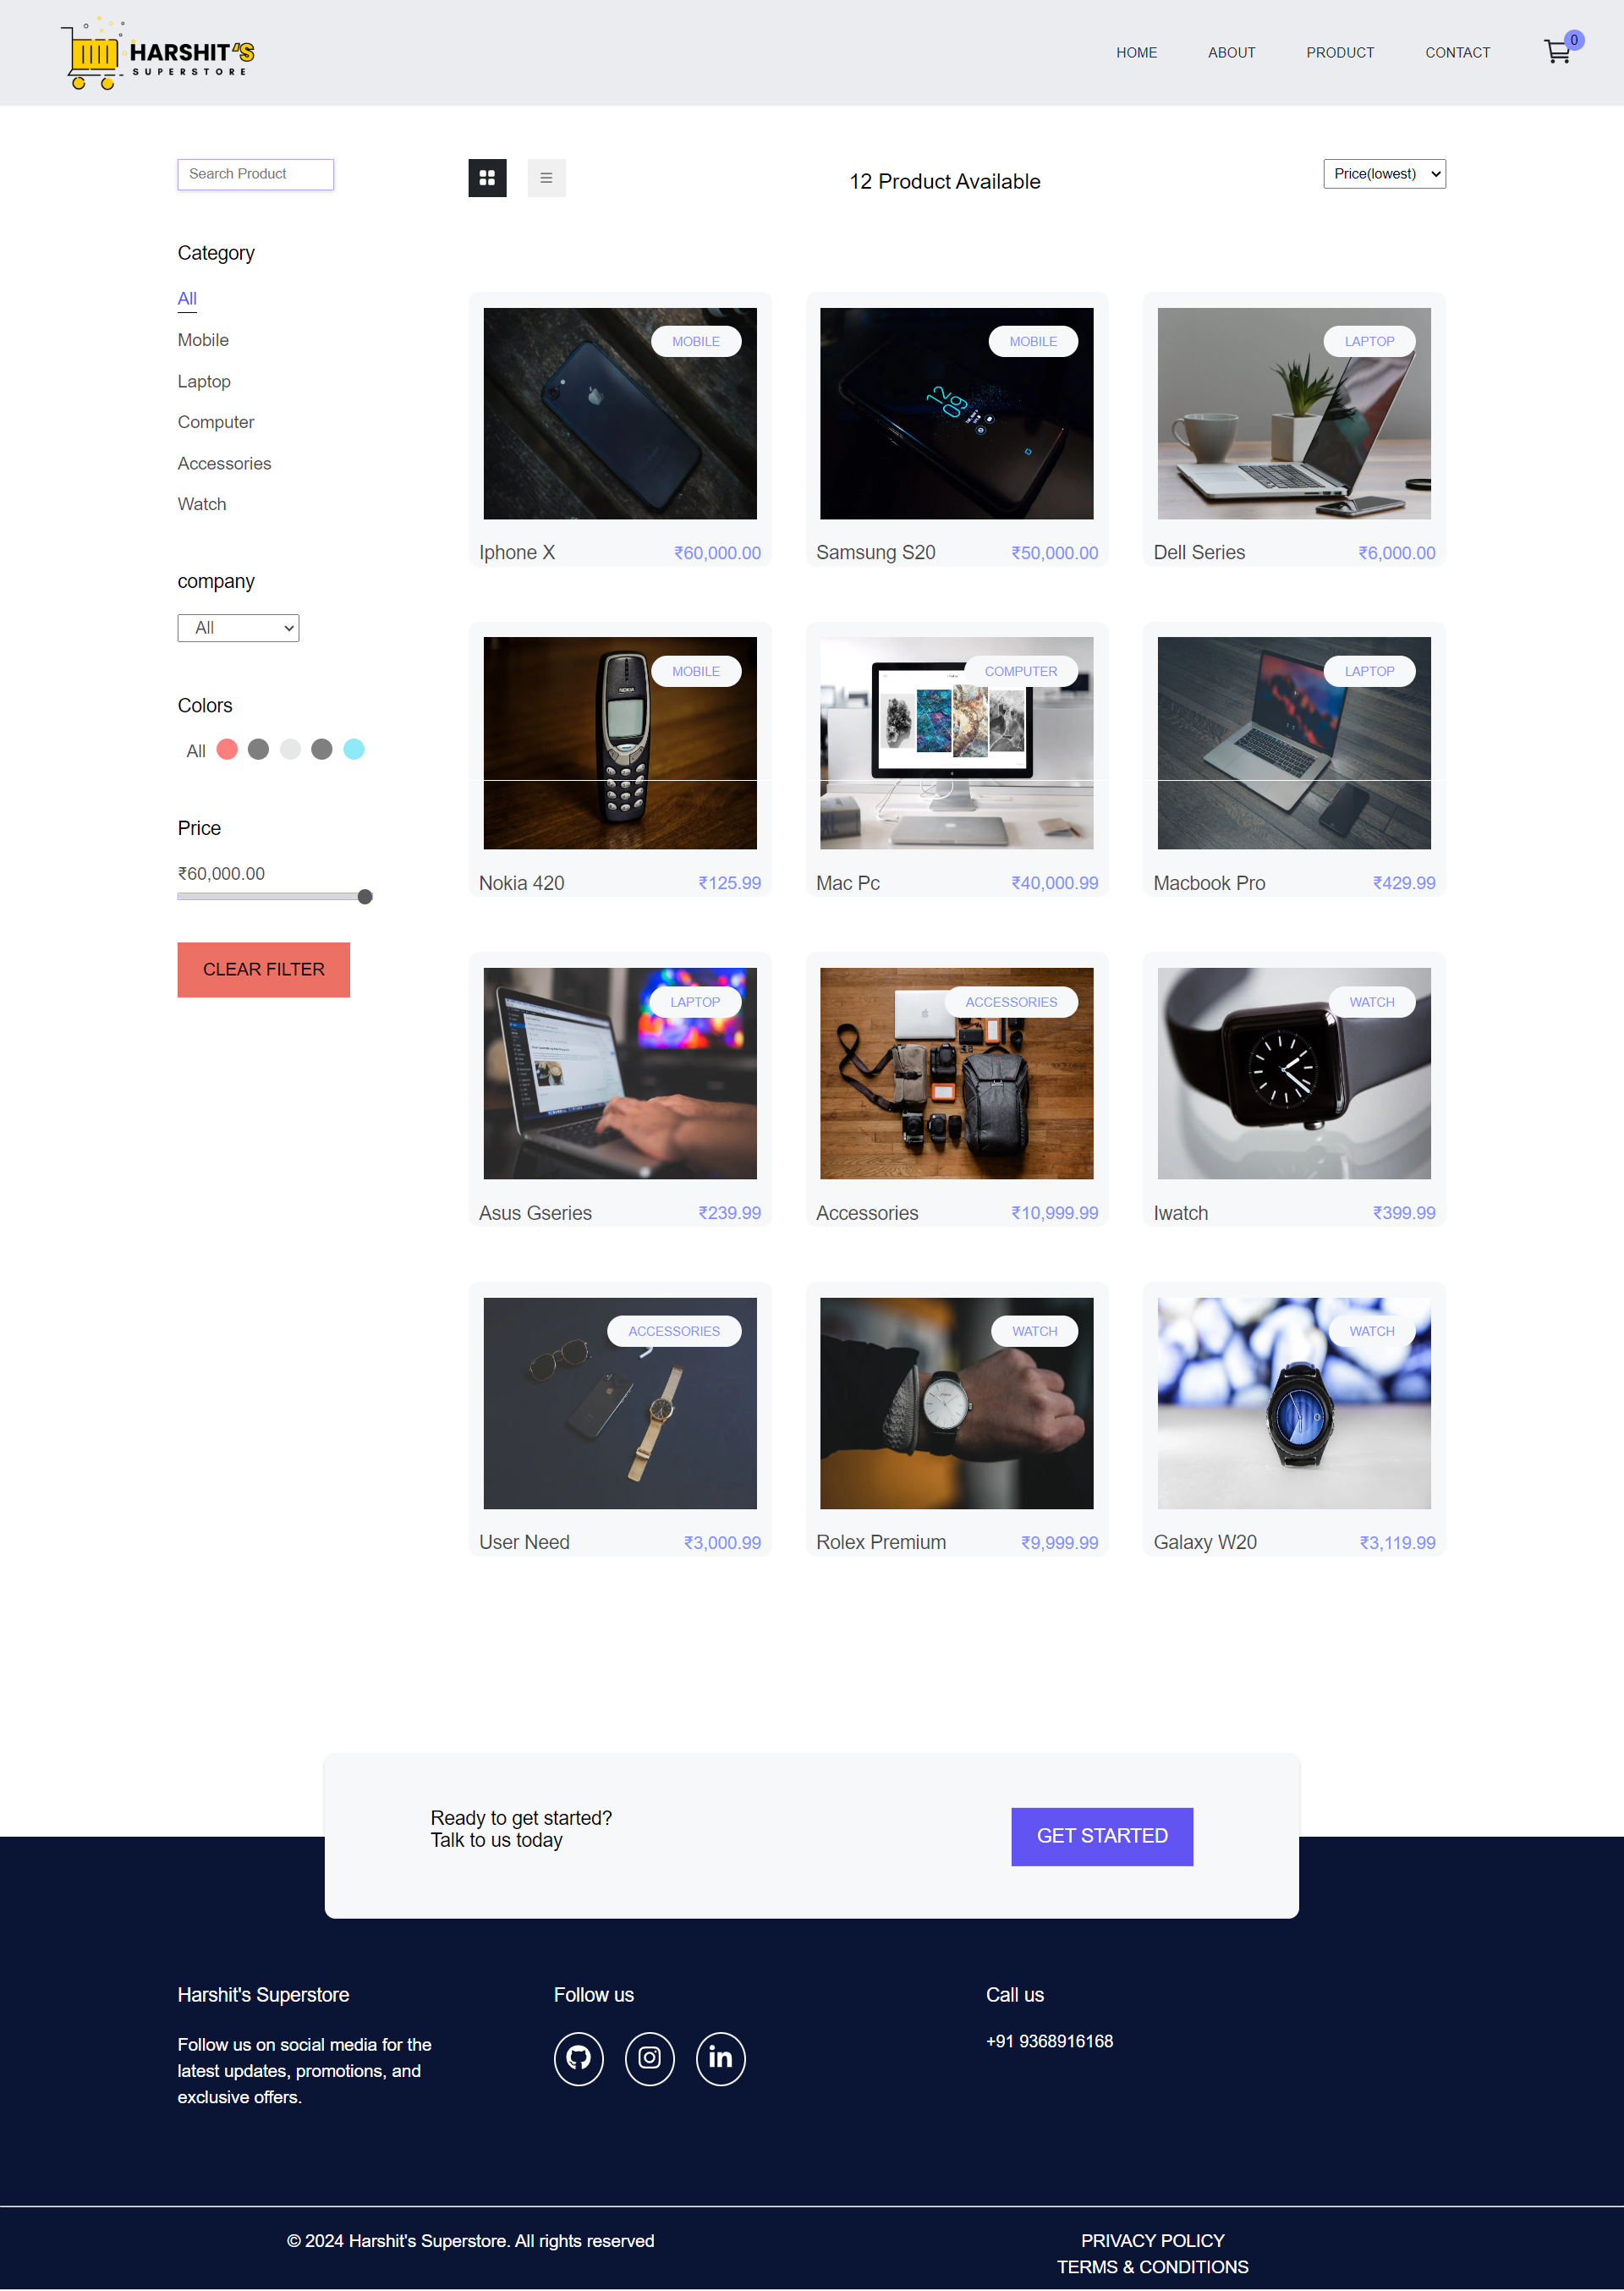 HARSHIT'S
SUPERSTORE
HOME
ABOUT
PRODUCT
CONTACT
0
Search Product
12 Product Available
Price(lowest)
Category
All
Mobile
Laptop
Computer
Accessories
Watch
company
All
Colors
All
Price
₹60,000.00
CLEAR FILTER
MOBILE
12
09
MOBILE
LAPTOP
Iphone X
₹60,000.00
Samsung S20
₹50,000.00
Dell Series
₹6,000.00
NOKIA
MOBILE
COMPUTER
LAPTOP
Nokia 420
₹125.99
Mac Pc
₹40,000.99
Macbook Pro
₹429.99
LAPTOP
ACCESSORIES
WATCH
Asus Gseries
₹239.99
Accessories
₹10,999.99
Iwatch
₹399.99
ACCESSORIES
WATCH
WATCH
User Need
₹3,000.99
Rolex Premium
₹9,999.99
Galaxy W20
₹3,119.99
Ready to get started?
Talk to us today
GET STARTED
Harshit's Superstore
Follow us on social media for the
latest updates, promotions, and
exclusive offers.
Follow us
Call us
+91 9368916168
© 2024 Harshit's Superstore. All rights reserved
PRIVACY POLICY
TERMS & CONDITIONS